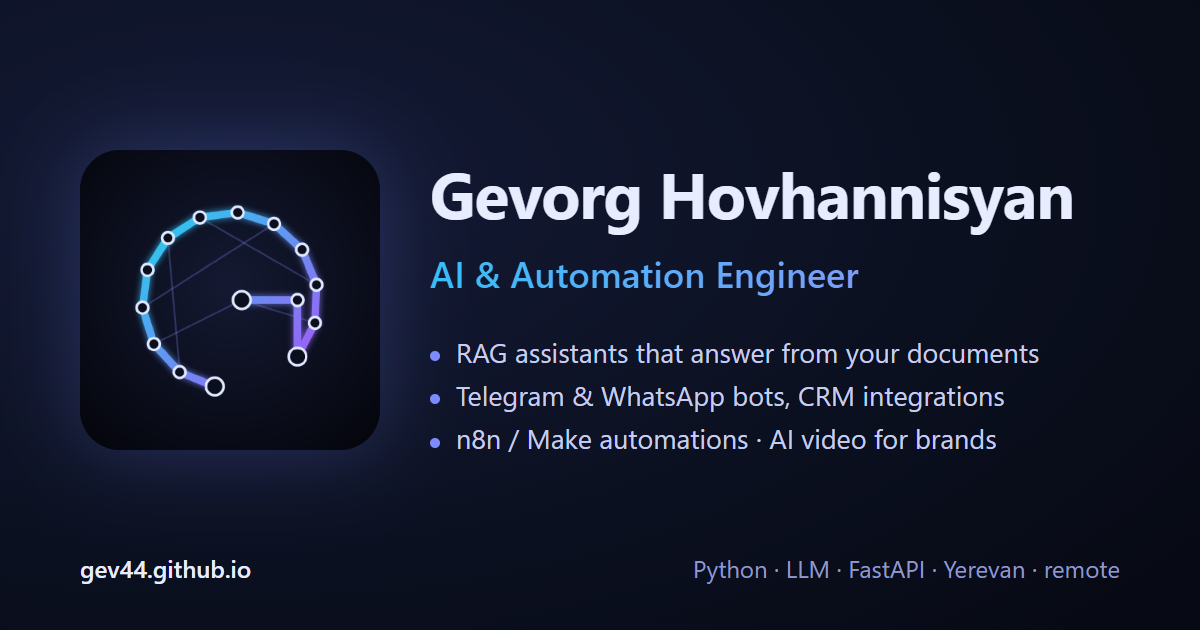 Gevorg Hovhannisyan
AI & Automation Engineer
• RAG assistants that answer from your documents
• Telegram & WhatsApp bots, CRM integrations
• n8n / Make automations · AI video for brands
gev44.github.io
Python · LLM · FastAPI · Yerevan · remote